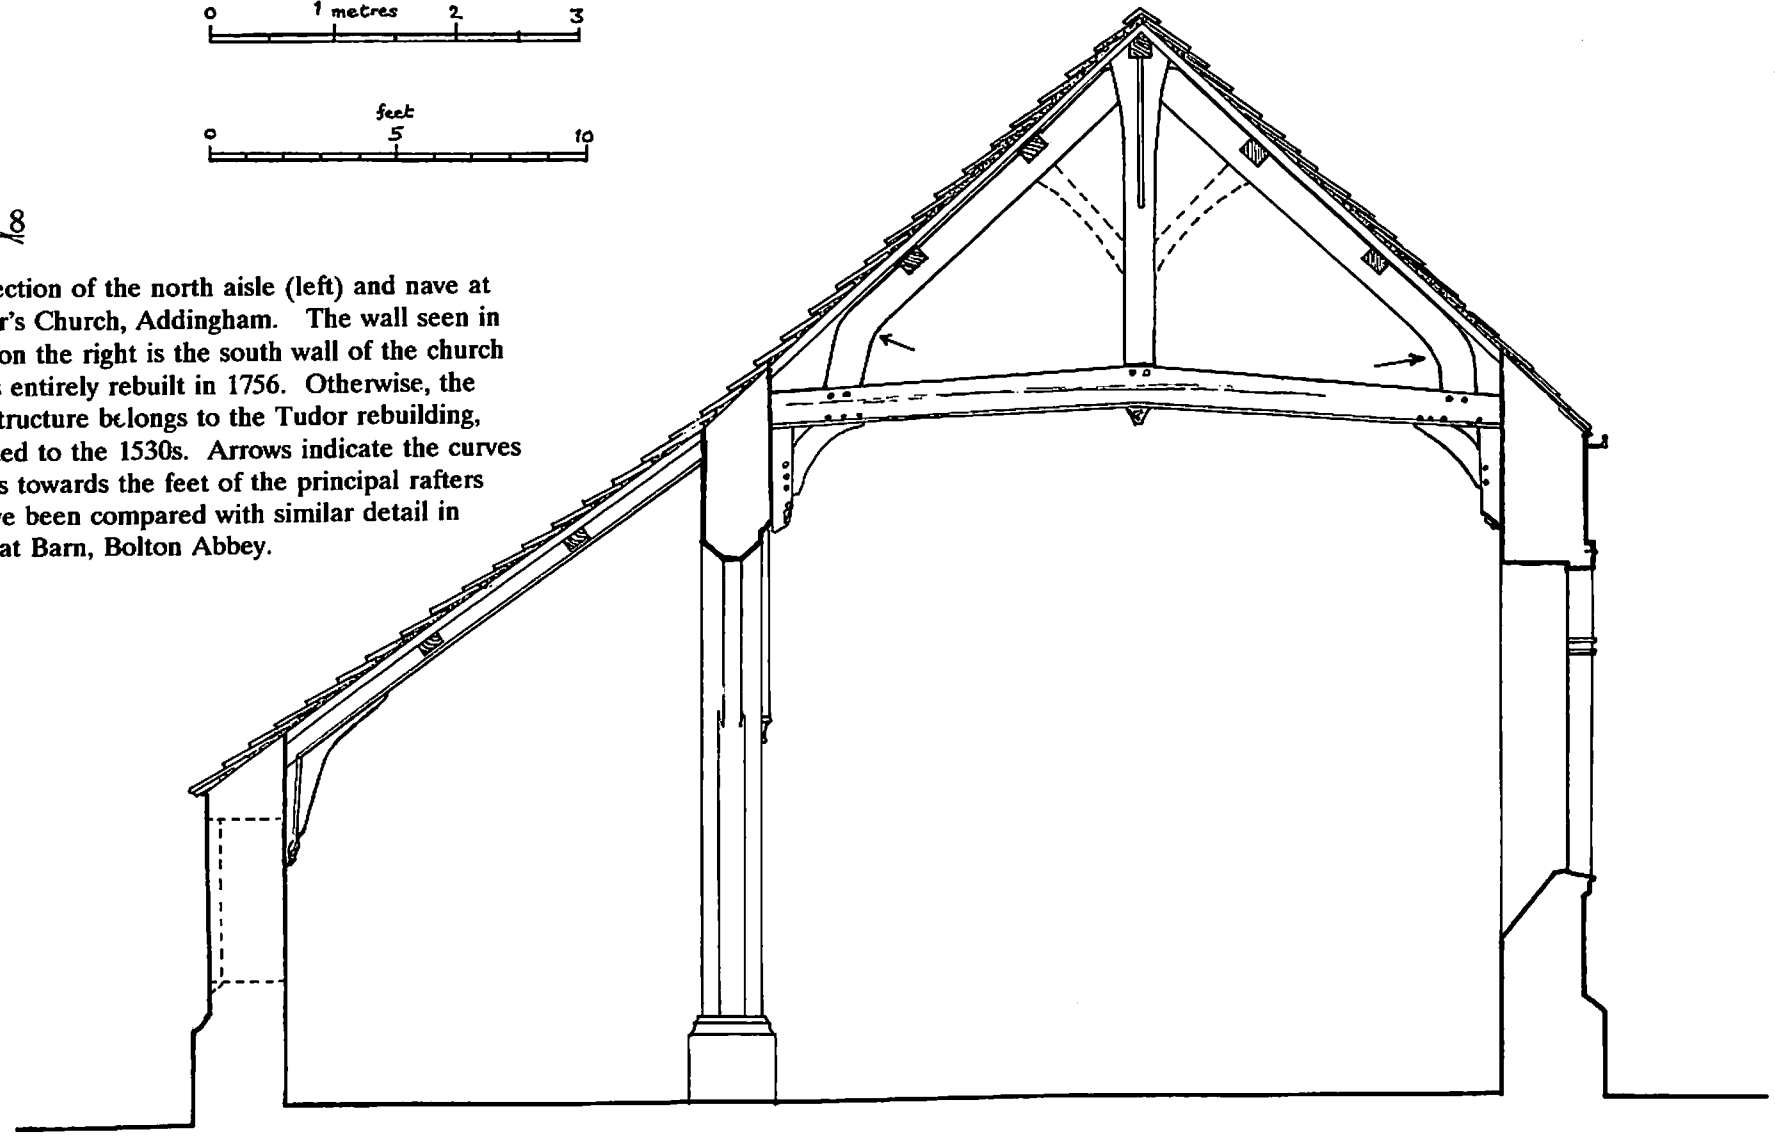 0 1 metres 2 3
feet
0 5 10
18
ection of the north aisle (left) and nave at
r's Church, Addingham. The wall seen in
on the right is the south wall of the church
s entirely rebuilt in 1756. Otherwise, the
tructure belongs to the Tudor rebuilding,
ed to the 1530s. Arrows indicate the curves
s towards the feet of the principal rafters
e been compared with similar detail in
at Barn, Bolton Abbey.